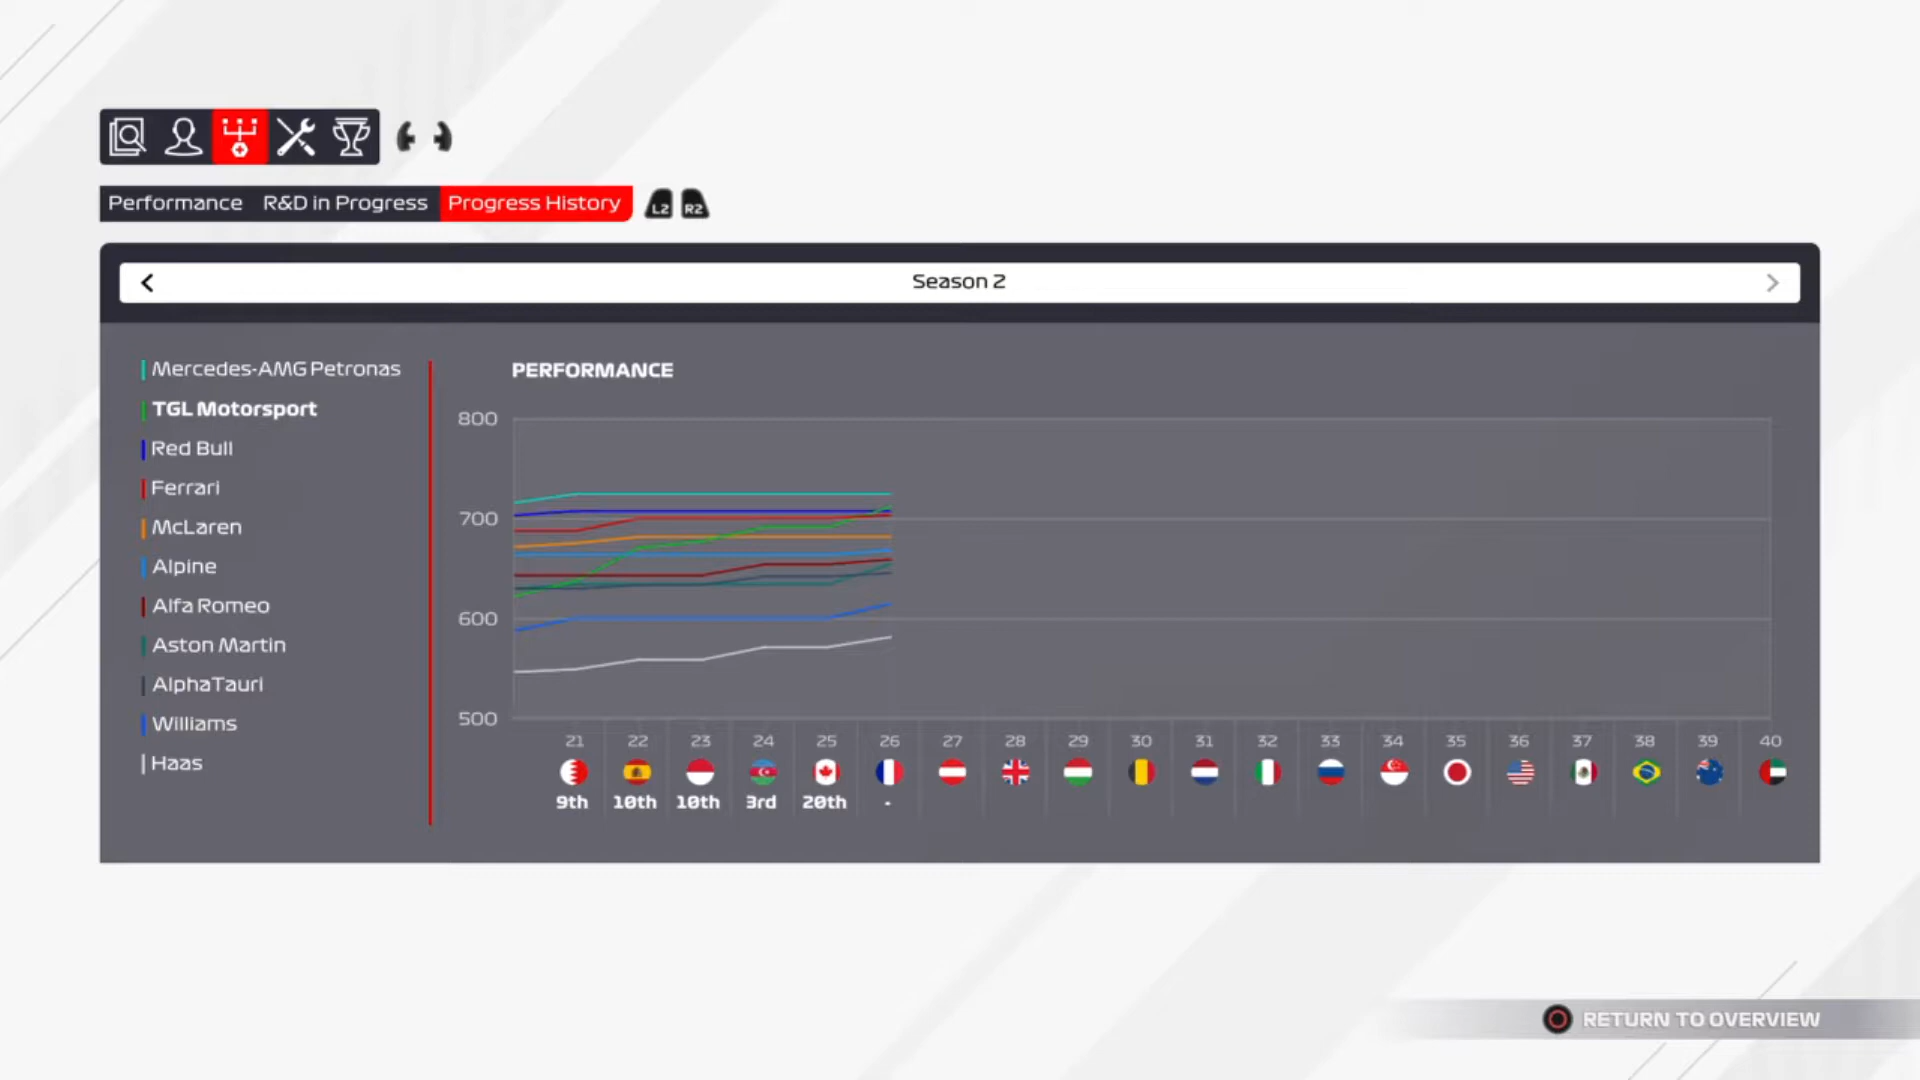 Performance R&D in Progress Progress History L2 R2
Season 2
Mercedes-AMG Petronas
TGL Motorsport
Red Bull
Ferrari
McLaren
Alpine
Alfa Romeo
Aston Martin
AlphaTauri
Williams
Haas
PERFORMANCE
800
700
600
500
21 22 23 24 25 26 27 28 29 30 31 32 33 34 35 36 37 38 39 40
9th 10th 10th 3rd 20th -
RETURN TO OVERVIEW